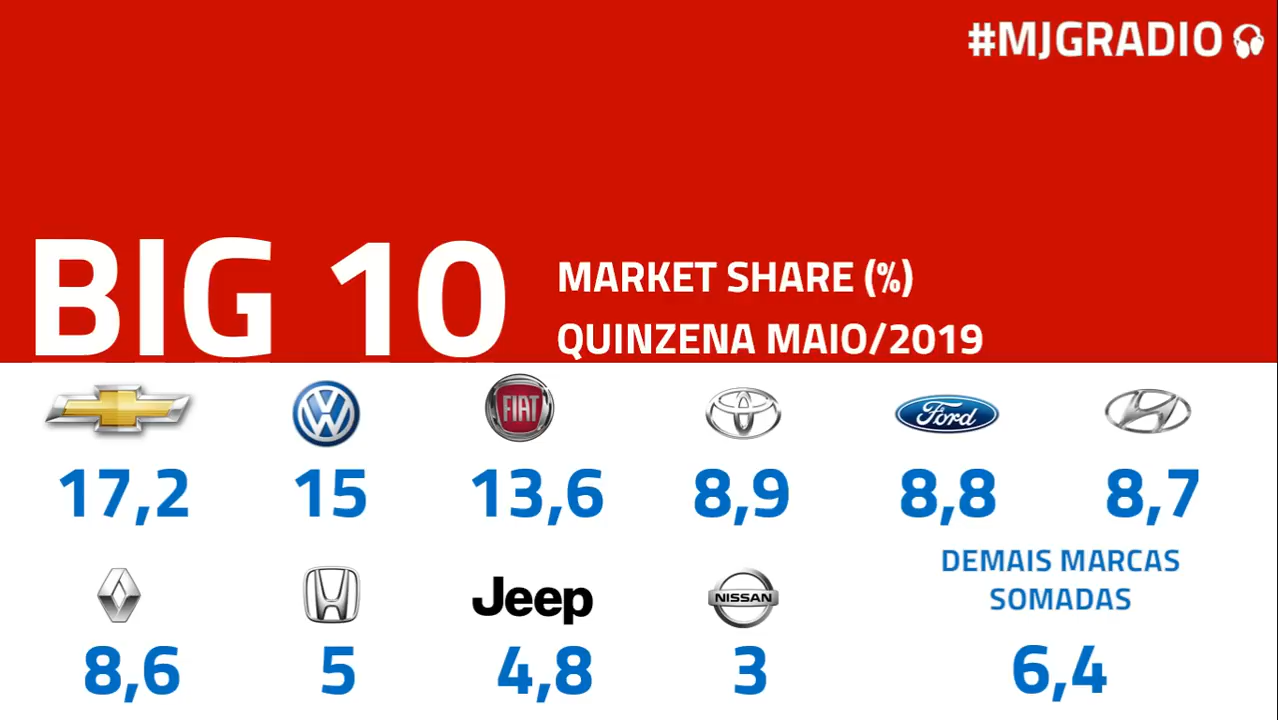 #MJGRADIO
BIG 10
MARKET SHARE (%)
QUINZENA MAIO/2019
FIAT
Ford
17,2
15
13,6
8,9
8,8
8,7
Jeep
NISSAN
DEMAIS MARCAS
SOMADAS
8,6
5
4,8
3
6,4